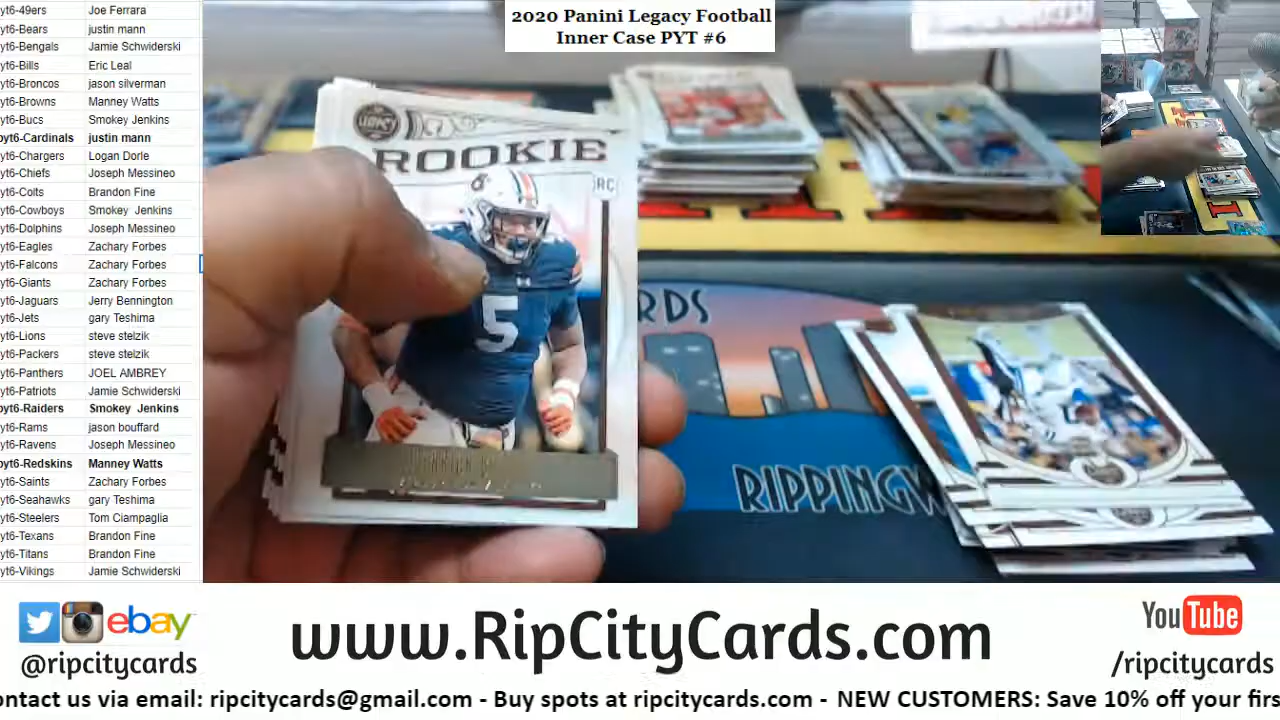 2020 Panini Legacy Football
Inner Case PYT #6
yt6-49ers Joe Ferrara
yt6-Bears justin mann
yt6-Bengals Jamie Schwiderski
yt6-Bills Eric Leal
yt6-Broncos jason silverman
yt6-Browns Manney Watts
yt6-Bucs Smokey Jenkins
oyt6-Cardinals justin mann
yt6-Chargers Logan Dorle
yt6-Chiefs Joseph Messineo
yt6-Colts Brandon Fine
yt6-Cowboys Smokey Jenkins
yt6-Dolphins Joseph Messineo
yt6-Eagles Zachary Forbes
yt6-Falcons Zachary Forbes
yt6-Giants Zachary Forbes
yt6-Jaguars Jerry Bennington
yt6-Jets gary Teshima
yt6-Lions steve stelzik
yt6-Packers steve stelzik
yt6-Panthers JOEL AMBREY
yt6-Patriots Jamie Schwiderski
oyt6-Raiders Smokey Jenkins
yt6-Rams jason bouffard
yt6-Ravens Joseph Messineo
oyt6-Redskins Manney Watts
yt6-Saints Zachary Forbes
yt6-Seahawks gary Teshima
yt6-Steelers Tom Ciampaglia
yt6-Texans Brandon Fine
yt6-Titans Brandon Fine
yt6-Vikings Jamie Schwiderski
ROOKIE
RC
5
RDS
RIPPINGW
ebay
@ripcitycards
www.RipCityCards.com
YouTube
/ripcitycards
ontact us via email: ripcitycards@gmail.com - Buy spots at ripcitycards.com - NEW CUSTOMERS: Save 10% off your firs